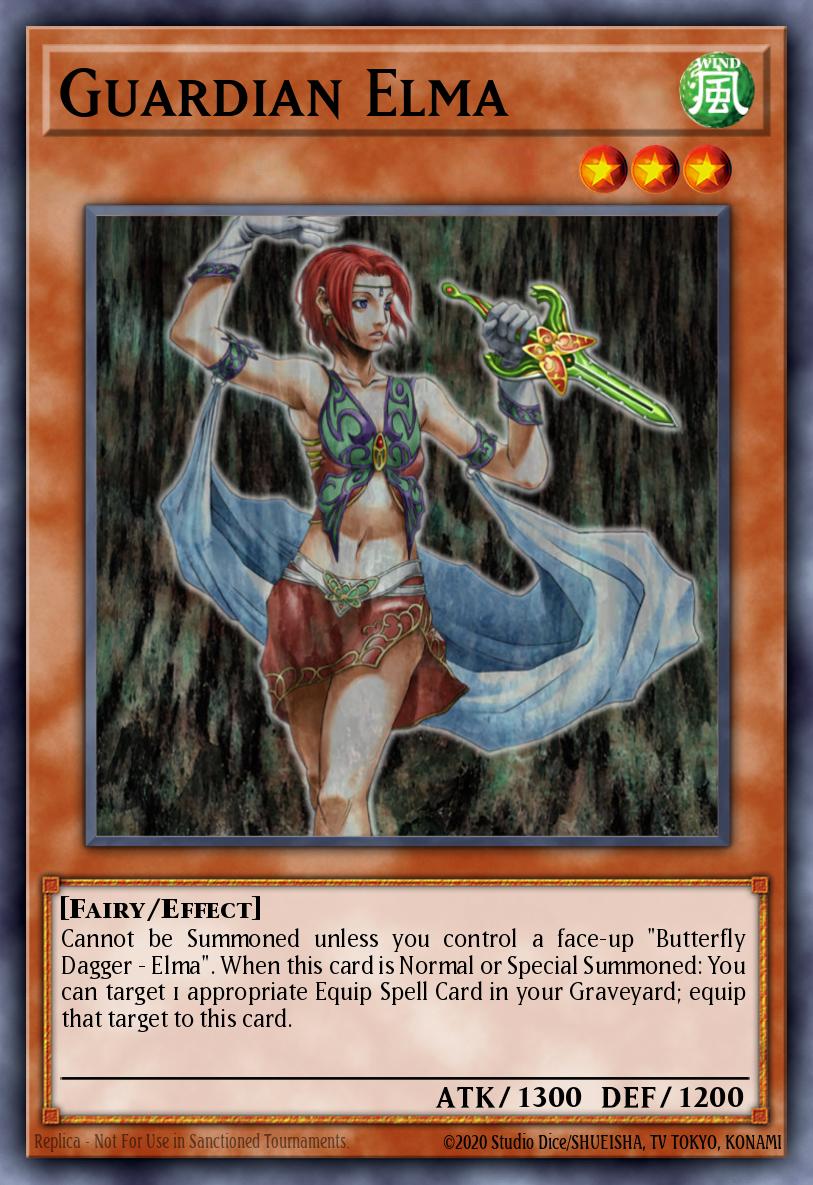 Guardian Elma
WIND
風
[Fairy/Effect]
Cannot be Summoned unless you control a face-up "Butterfly
Dagger - Elma". When this card is Normal or Special Summoned: You
can target 1 appropriate Equip Spell Card in your Graveyard; equip
that target to this card.
ATK/1300 DEF/1200
Replica - Not For Use in Sanctioned Tournaments.
©2020 Studio Dice/SHUEISHA, TV TOKYO, KONAMI